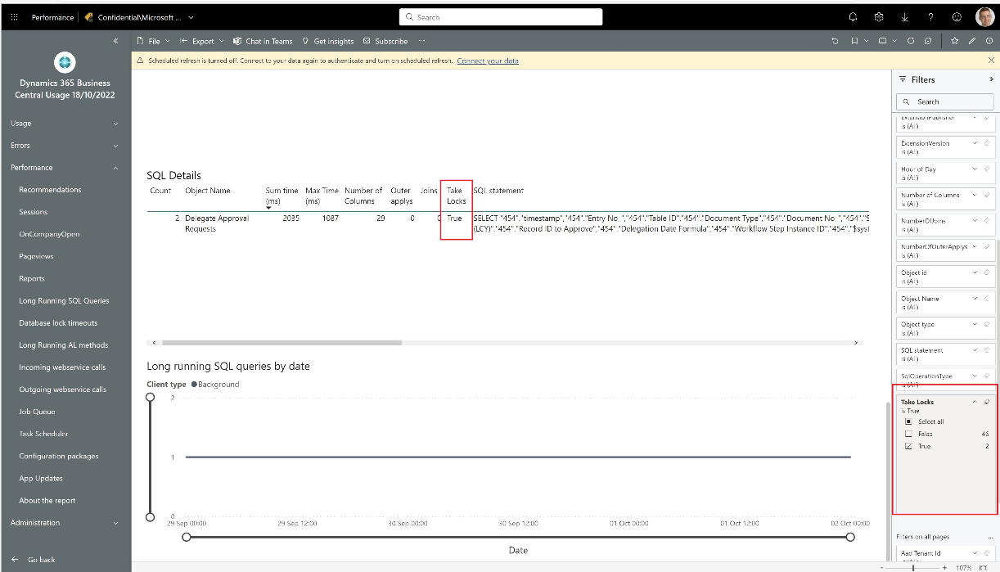 Performance
Confidential\Microsoft ...
Search
File
Export
Chat in Teams
Get insights
Subscribe
...
Scheduled refresh is turned off. Connect to your data again to authenticate and turn on scheduled refresh. Connect your data
Dynamics 365 Business
Central Usage 18/10/2022
Usage
Errors
Performance
Recommendations
Sessions
OnCompanyOpen
Pageviews
Reports
Long Running SQL Queries
Database lock timeouts
Long Running AL methods
Incoming webservice calls
Outgoing webservice calls
Job Queue
Task Scheduler
Configuration packages
App Updates
About the report
Administration
Go back
SQL Details
Count Object Name Sum time Max Time Number of Outer Joins Take SQL statement
(ms) (ms) Columns applys Locks
2 Delegate Approval 2035 1087 29 0 0 True SELECT "454"."timestamp","454"."Entry No_","454"."Table ID","454"."Document Type","454"."Document No_","454"."S
Requests (LCY)"."454"."Record ID to Approve","454"."Delegation Date Formula","454"."Workflow Step Instance ID","454"."$syst
Long running SQL queries by date
Client type Background
2
1
0
29 Sep 00:00 29 Sep 12:00 30 Sep 00:00 30 Sep 12:00 01 Oct 00:00 01 Oct 12:00 02 Oct 00:00
Date
Filters
Search
ExtensionPublisher
is (All)
ExtensionVersion
is (All)
Hour of Day
is (All)
Number of Columns
is (All)
NumberOfJoins
is (All)
NumberOfOuterApplys
is (All)
Object id
is (All)
Object Name
is (All)
Object type
is (All)
SQL statement
is (All)
SqlOperationType
is (All)
Take Locks
is True
Select all
False 46
True 2
Filters on all pages ...
Aad Tenant Id
is (All)
- + 107%